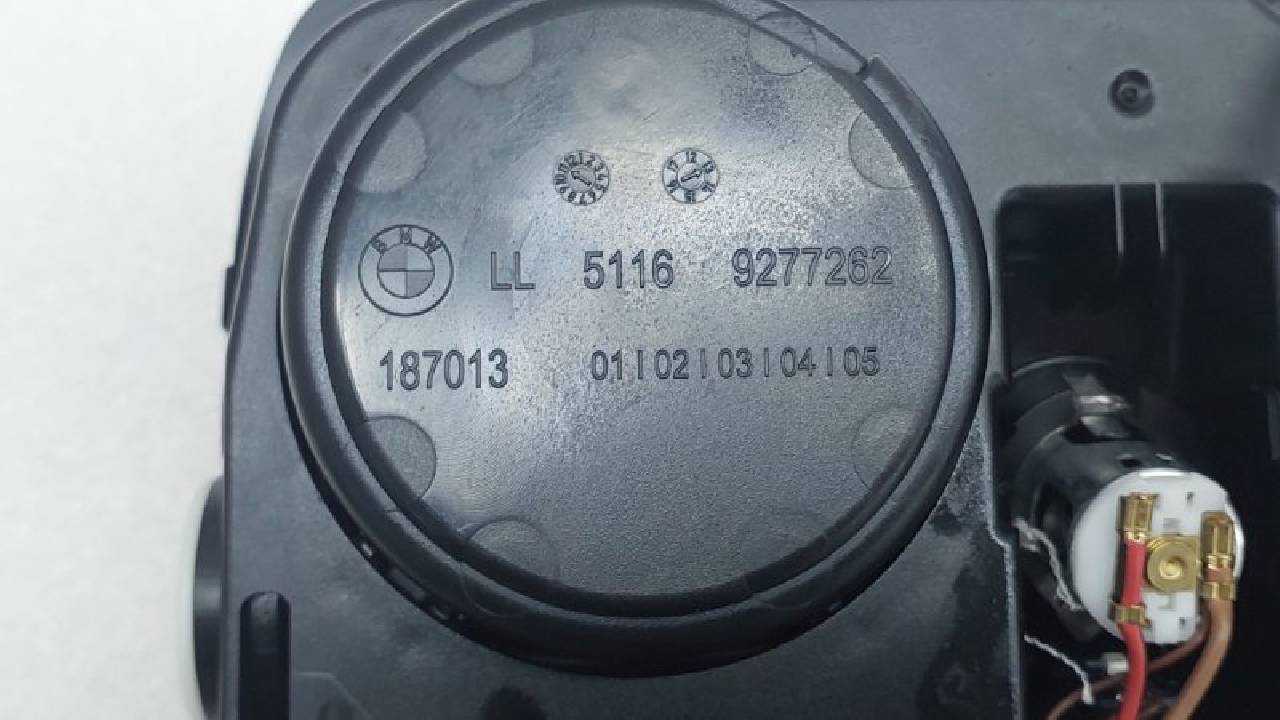 BMW LL 5116 9277262
187013 01 | 02 | 03 | 04 | 05